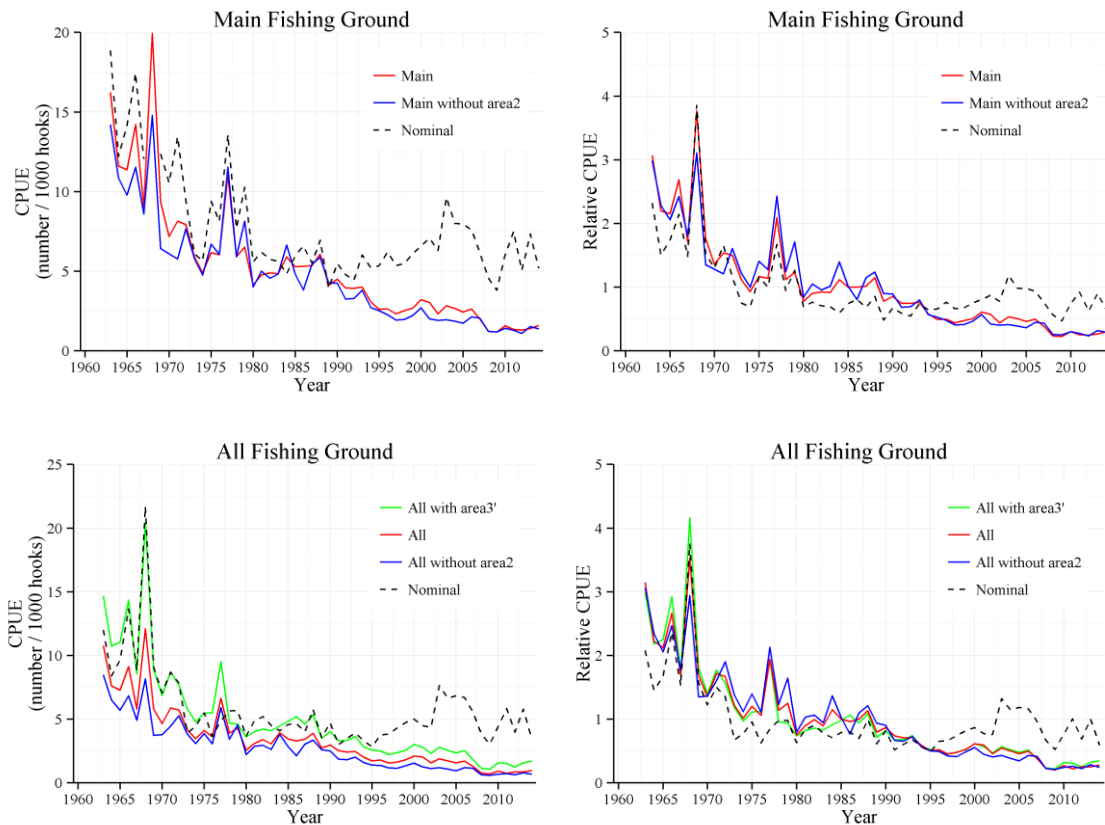 Main Fishing Ground
20
15
10
5
0
CPUE
(number / 1000 hooks)
Main
Main without area2
Nominal
1960 1965 1970 1975 1980 1985 1990 1995 2000 2005 2010
Year
Main Fishing Ground
5
4
3
2
1
0
Relative CPUE
Main
Main without area2
Nominal
1960 1965 1970 1975 1980 1985 1990 1995 2000 2005 2010
Year
All Fishing Ground
25
20
15
10
5
0
CPUE
(number / 1000 hooks)
All with area3'
All
All without area2
Nominal
1960 1965 1970 1975 1980 1985 1990 1995 2000 2005 2010
Year
All Fishing Ground
5
4
3
2
1
0
Relative CPUE
All with area3'
All
All without area2
Nominal
1960 1965 1970 1975 1980 1985 1990 1995 2000 2005 2010
Year